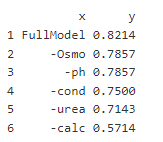 x y
1 FullModel 0.8214
2 -Osmo 0.7857
3 -ph 0.7857
4 -cond 0.7500
5 -urea 0.7143
6 -calc 0.5714